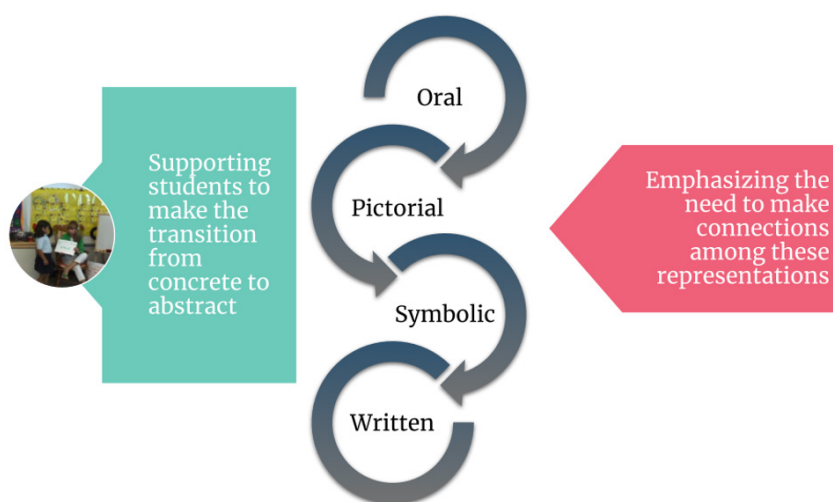 Supporting
students to
make the
transition
from
concrete to
abstract
Oral
Pictorial
Symbolic
Written
Emphasizing the
need to make
connections
among these
representations